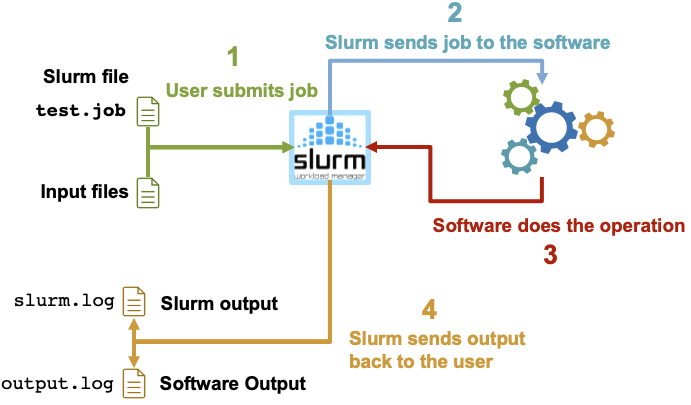 2
Slurm sends job to the software
1
Slurm file
User submits job
test.job
slurm
workload manager
Input files
Software does the operation
3
slurm.log
Slurm output
4
Slurm sends output
back to the user
output.log
Software Output